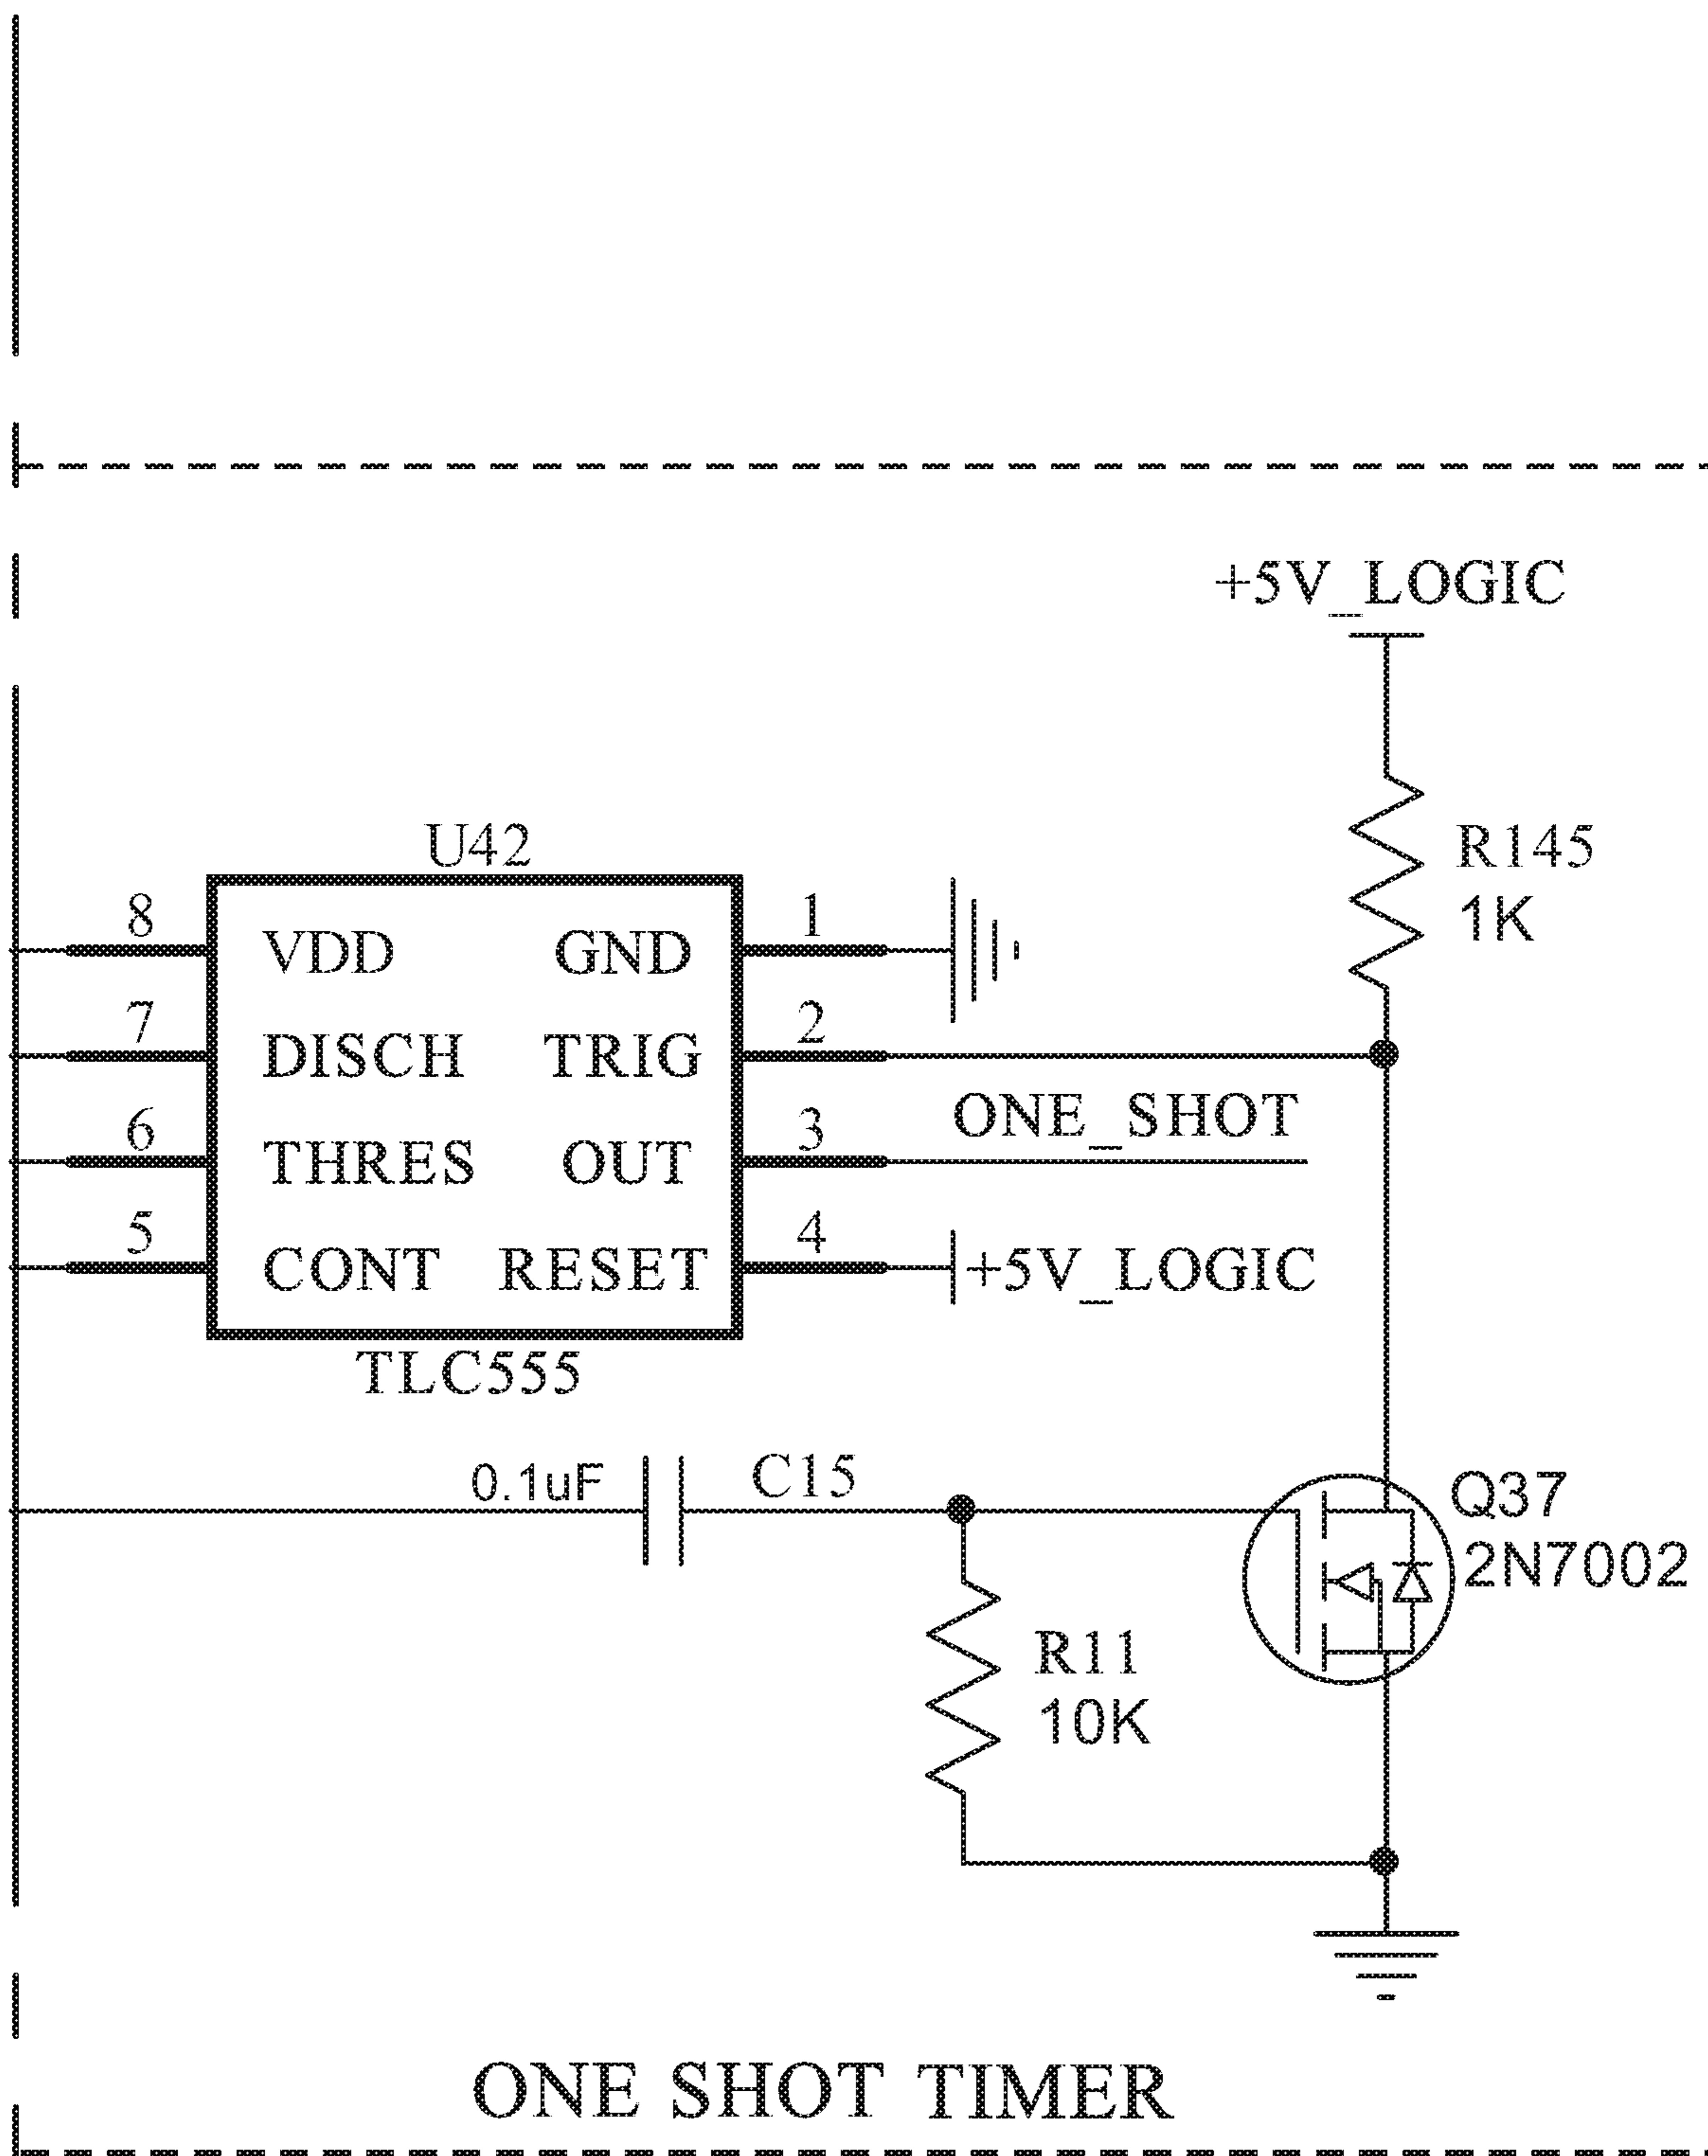 +5V_LOGIC
R145
1K
U42
8 VDD GND 1
7 DISCH TRIG 2
6 THRES OUT 3
ONE_SHOT
5 CONT RESET 4
+5V_LOGIC
TLC555
0.1uF C15
Q37
2N7002
R11
10K
ONE SHOT TIMER